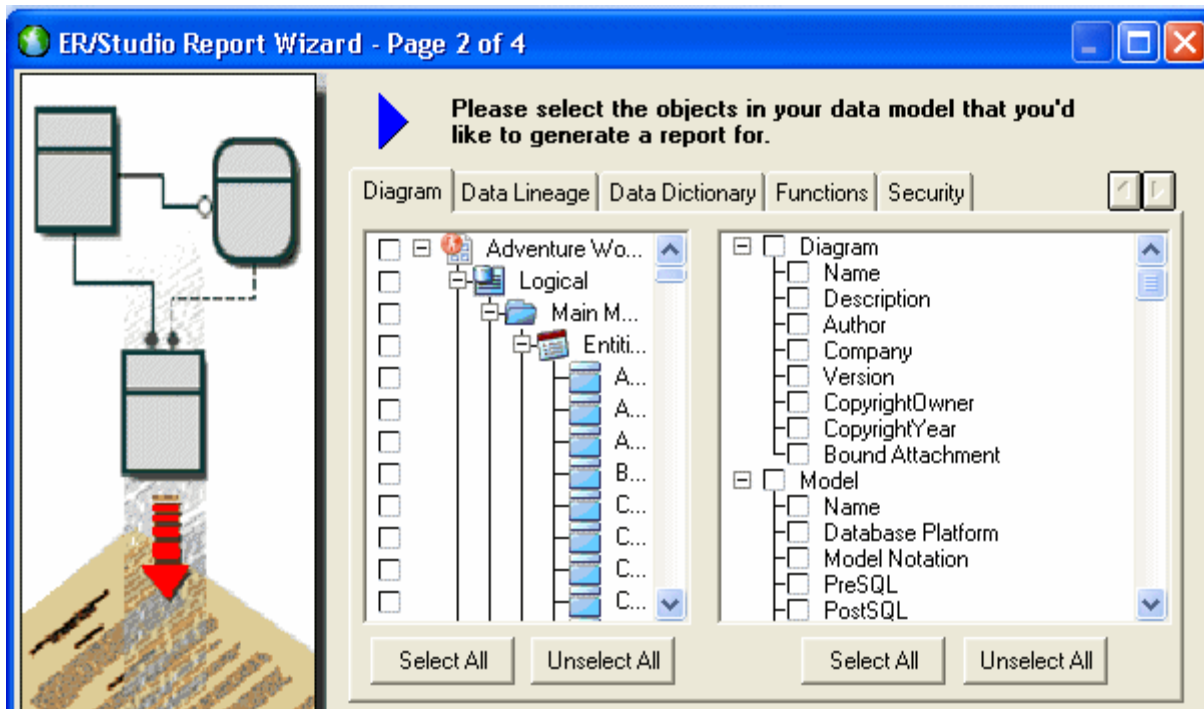 ER/Studio Report Wizard - Page 2 of 4
Please select the objects in your data model that you'd
like to generate a report for.
Diagram
Data Lineage
Data Dictionary
Functions
Security
Adventure Wo...
Logical
Main M...
Entiti...
A...
A...
A...
B...
C...
C...
C...
C...
Select All
Unselect All
Diagram
Name
Description
Author
Company
Version
CopyrightOwner
CopyrightYear
Bound Attachment
Model
Name
Database Platform
Model Notation
PreSQL
PostSQL
Select All
Unselect All